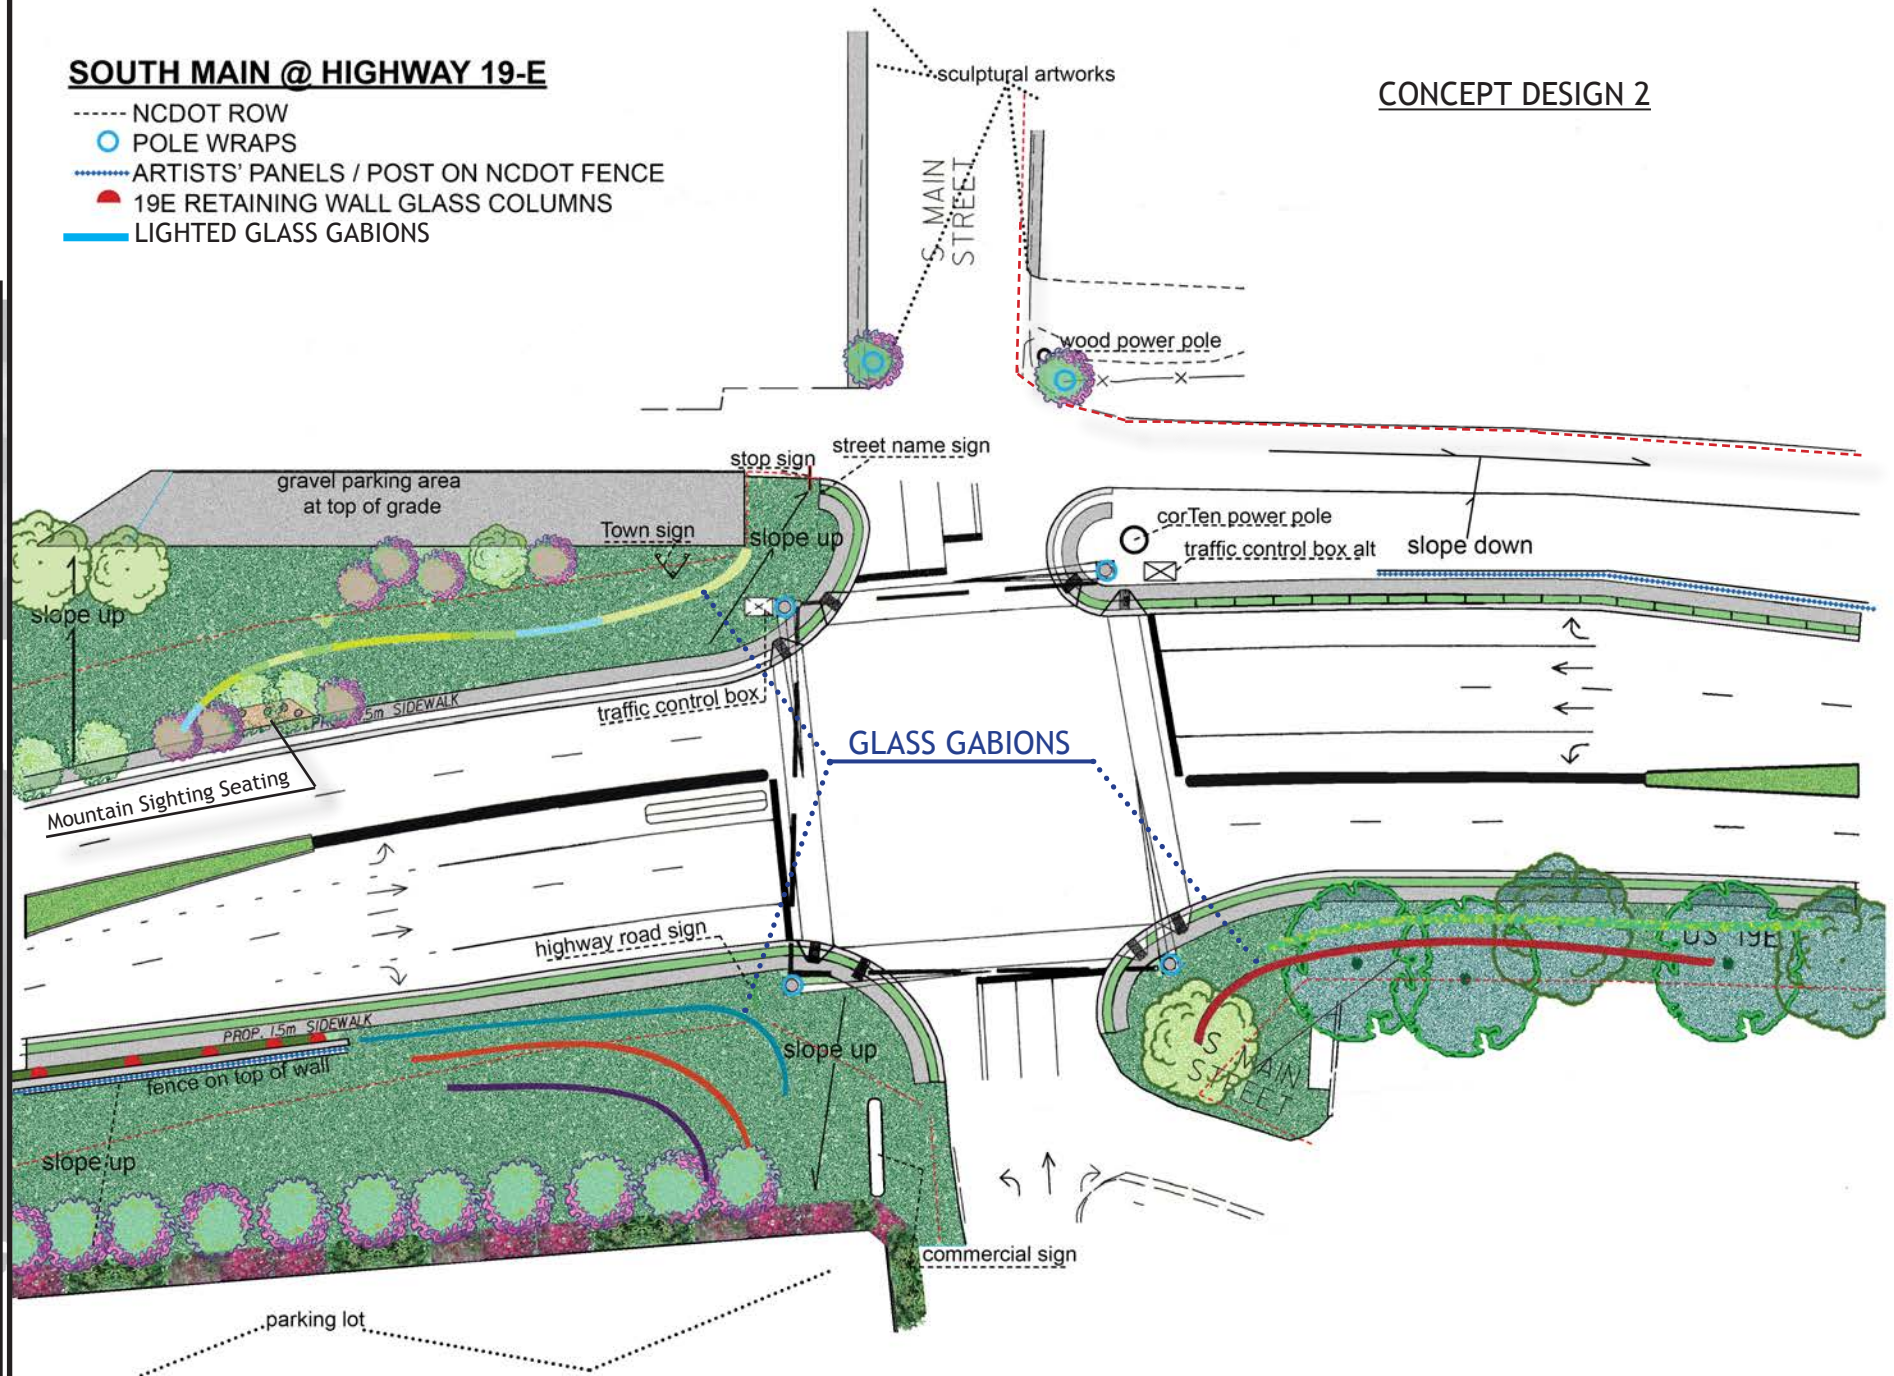 SOUTH MAIN @ HIGHWAY 19-E
NCDOT ROW
POLE WRAPS
ARTISTS' PANELS / POST ON NCDOT FENCE
19E RETAINING WALL GLASS COLUMNS
LIGHTED GLASS GABIONS
CONCEPT DESIGN 2
sculptural artworks
S MAIN
STREET
wood power pole
street name sign
stop sign
gravel parking area
at top of grade
Town sign
slope up
corTen power pole
traffic control box alt
slope down
slope up
PROP. 1.5m SIDEWALK
traffic control box
GLASS GABIONS
Mountain Sighting Seating
highway road sign
US 19E
PROP. 1.5m SIDEWALK
fence on top of wall
slope up
S MAIN
STREET
slope up
commercial sign
parking lot